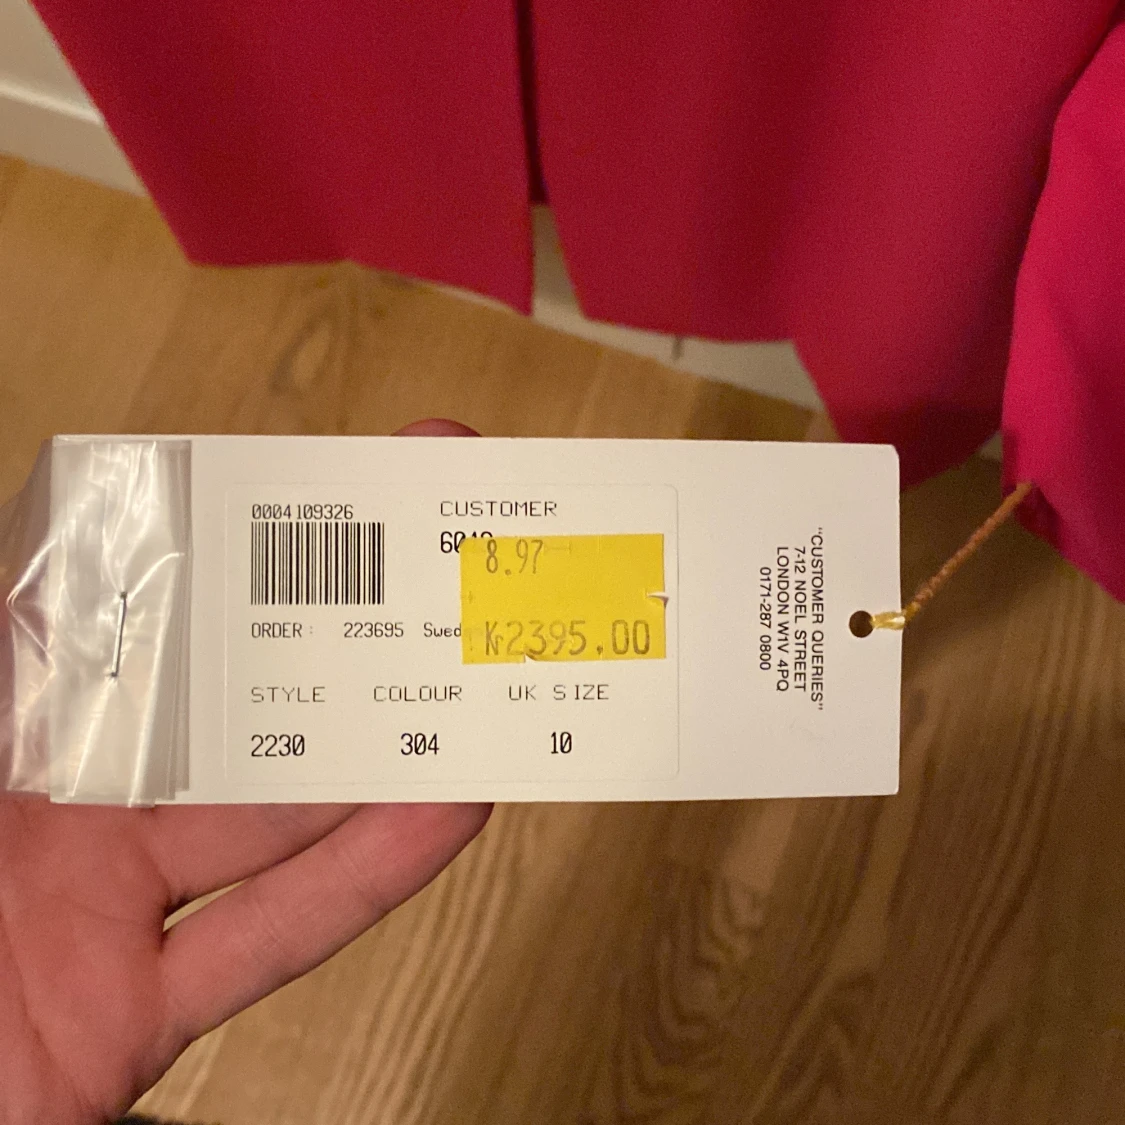 0004109326
CUSTOMER
8.97
ORDER: 223695 Swed
Kr2395.00
STYLE COLOUR UK SIZE
2230 304 10
"CUSTOMER QUERIES"
7-12 NOEL STREET
LONDON W1V 4PQ
0171-287 0800